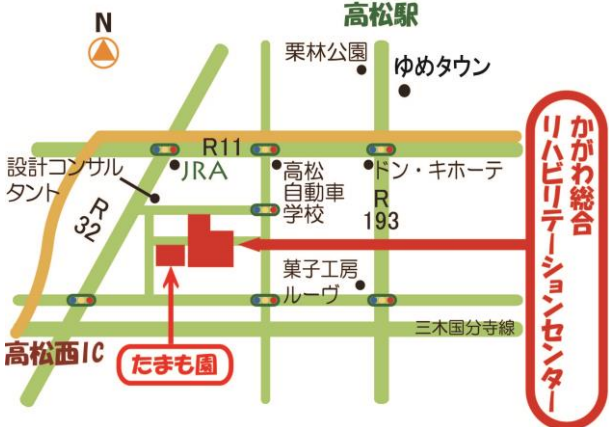 高松駅
N
栗林公園
ゆめタウン
R11
設計コンサル
タント
JRA
高松
自動車
学校
ドン・キホーテ
R
32
R
193
菓子工房
ルーヴ
三木国分寺線
高松西IC
たまも園
かがわ総合
リハビリテーションセンター